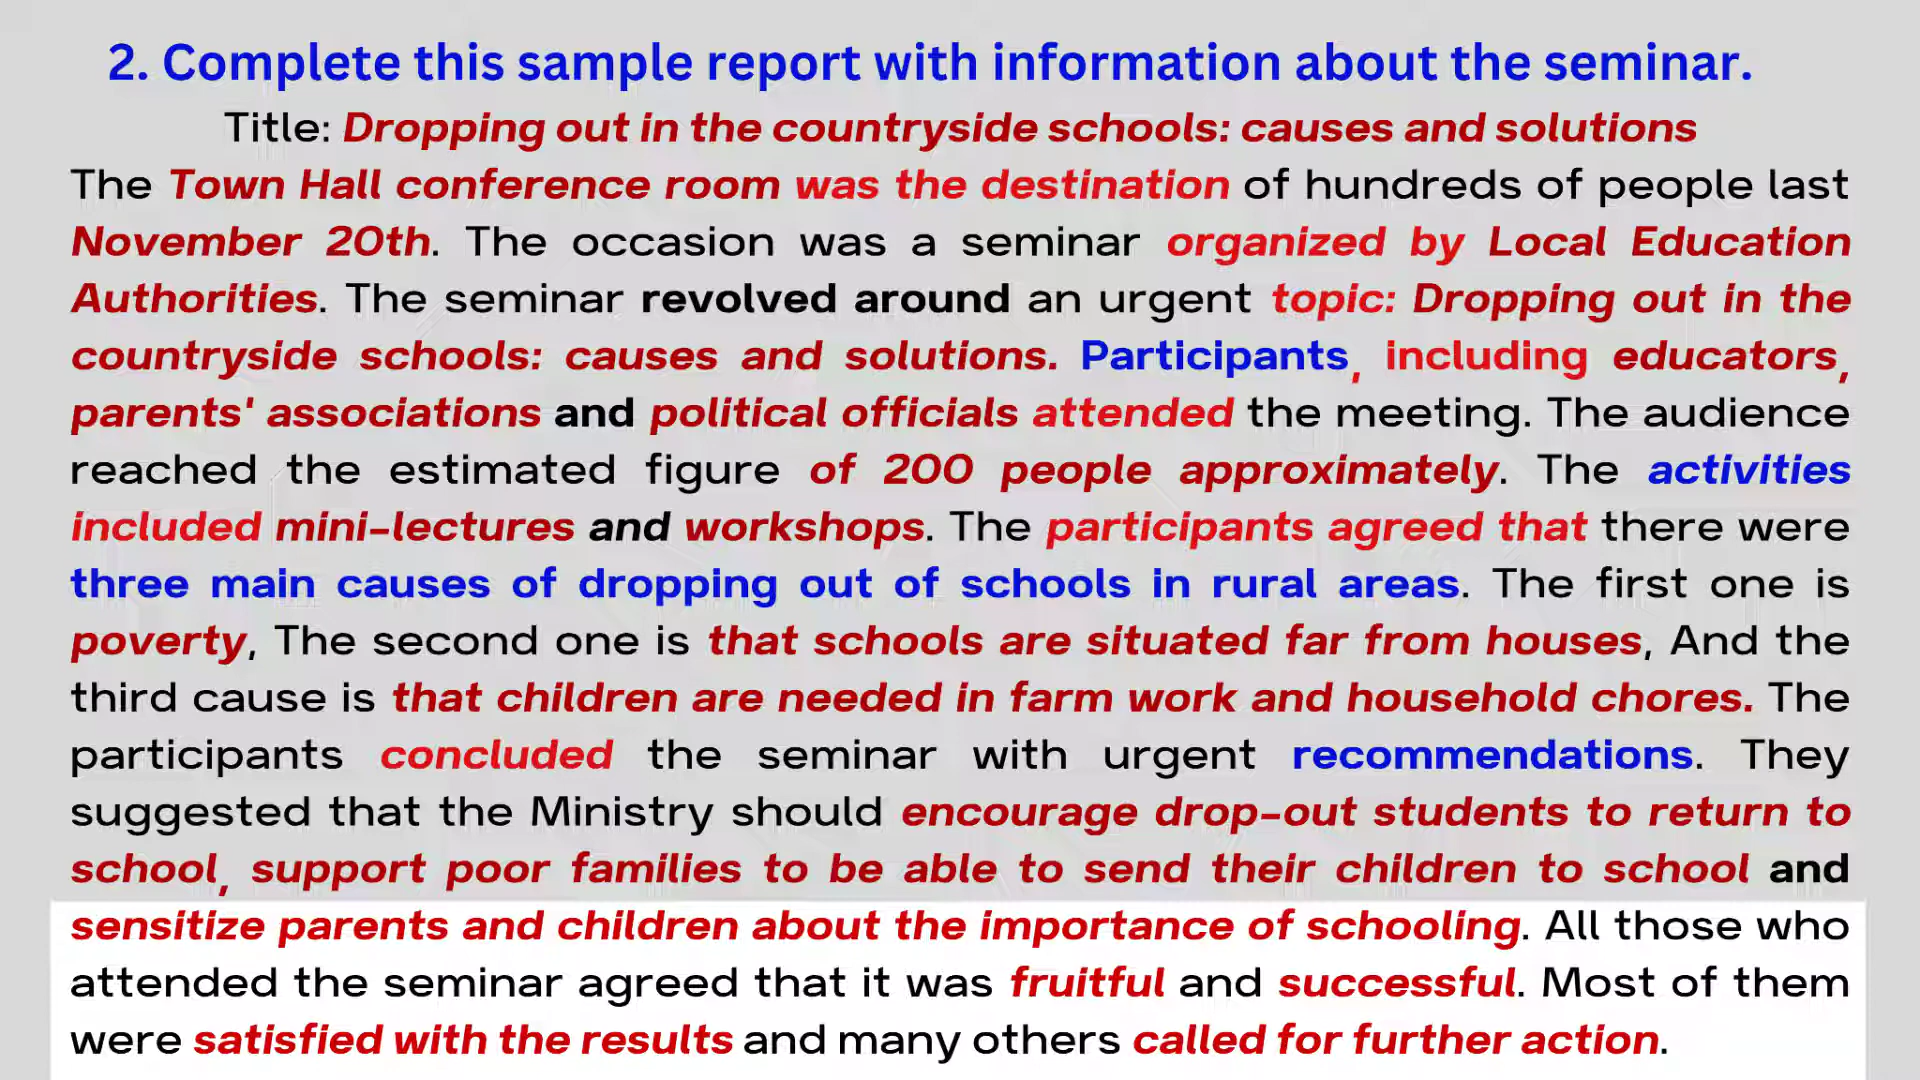 2. Complete this sample report with information about the seminar.
Title: Dropping out in the countryside schools: causes and solutions
The Town Hall conference room was the destination of hundreds of people last
November 20th. The occasion was a seminar organized by Local Education
Authorities. The seminar revolved around an urgent topic: Dropping out in the
countryside schools: causes and solutions. Participants, including educators,
parents' associations and political officials attended the meeting. The audience
reached the estimated figure of 200 people approximately. The activities
included mini-lectures and workshops. The participants agreed that there were
three main causes of dropping out of schools in rural areas. The first one is
poverty, The second one is that schools are situated far from houses, And the
third cause is that children are needed in farm work and household chores. The
participants concluded the seminar with urgent recommendations. They
suggested that the Ministry should encourage drop-out students to return to
school, support poor families to be able to send their children to school and
sensitize parents and children about the importance of schooling. All those who
attended the seminar agreed that it was fruitful and successful. Most of them
were satisfied with the results and many others called for further action.